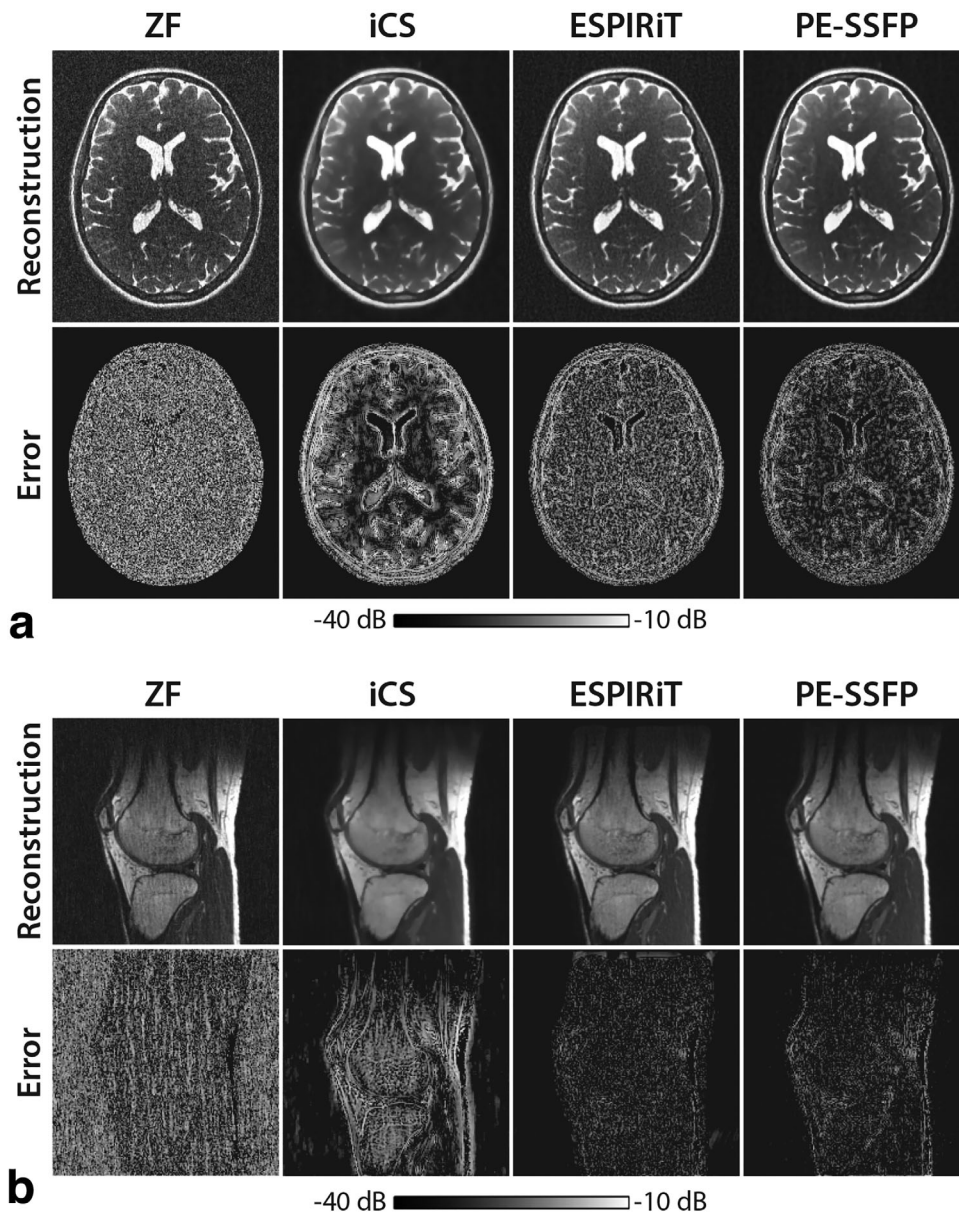 ZF iCS ESPIRiT PE-SSFP
Reconstruction
Error
a
-40 dB -10 dB
ZF iCS ESPIRiT PE-SSFP
Reconstruction
Error
b
-40 dB -10 dB